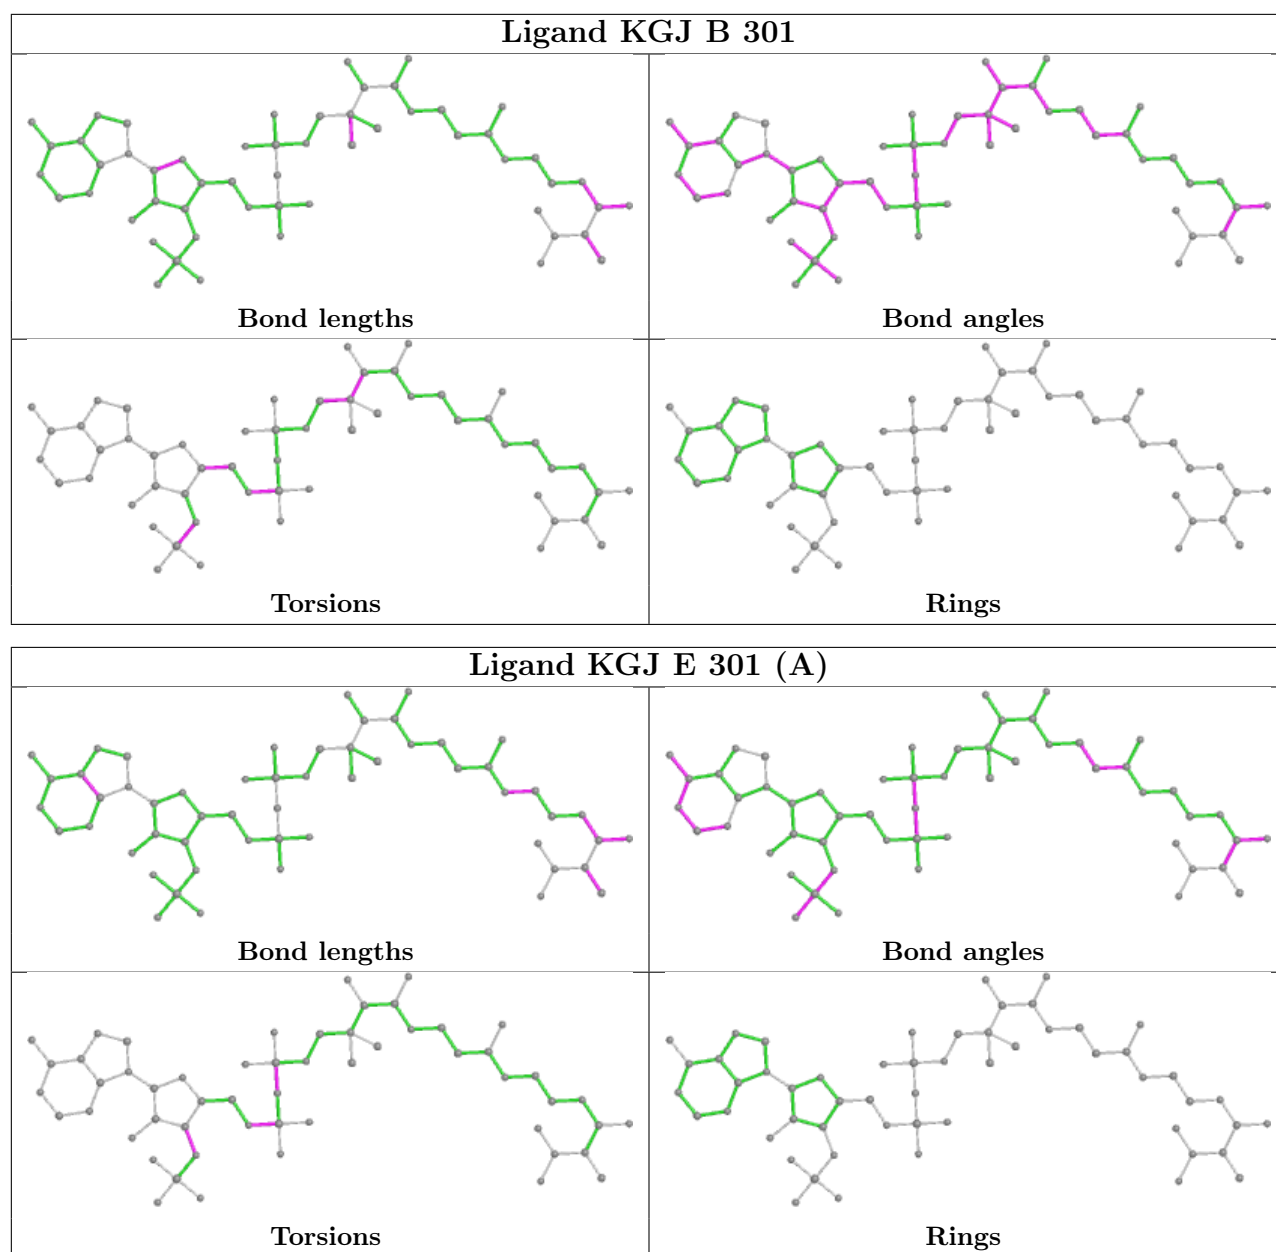 Ligand KGJ B 301
Bond lengths
Bond angles
Torsions
Rings
Ligand KGJ E 301 (A)
Bond lengths
Bond angles
Torsions
Rings